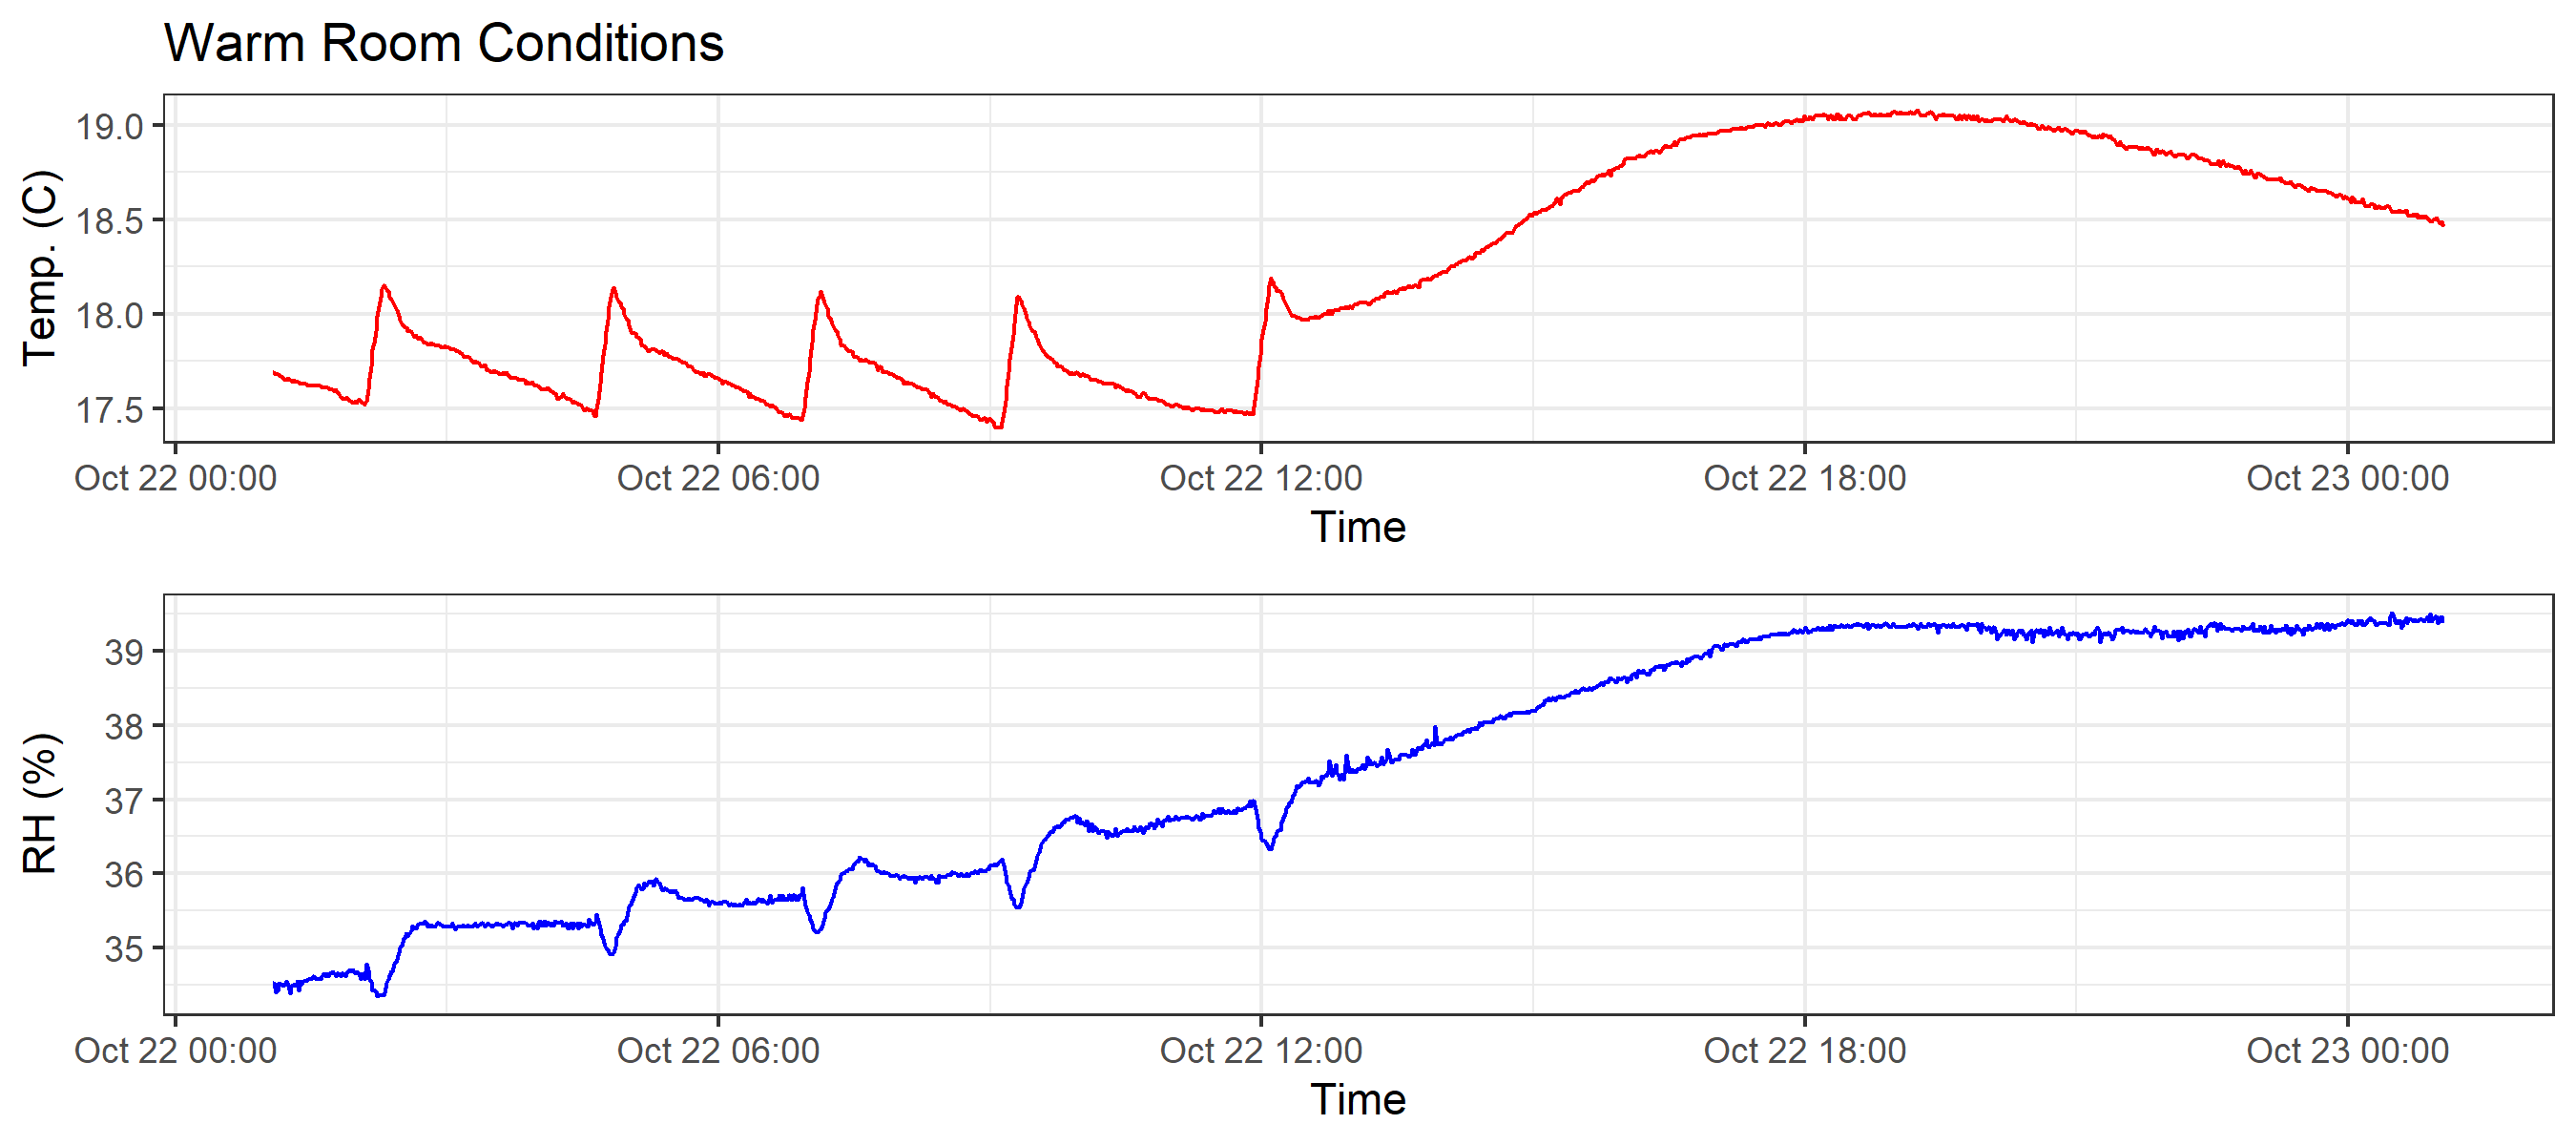 Warm Room Conditions
Temp. (C)
19.0
18.5
18.0
17.5
Oct 22 00:00 Oct 22 06:00 Oct 22 12:00 Oct 22 18:00 Oct 23 00:00
Time
RH (%)
39
38
37
36
35
Oct 22 00:00 Oct 22 06:00 Oct 22 12:00 Oct 22 18:00 Oct 23 00:00
Time